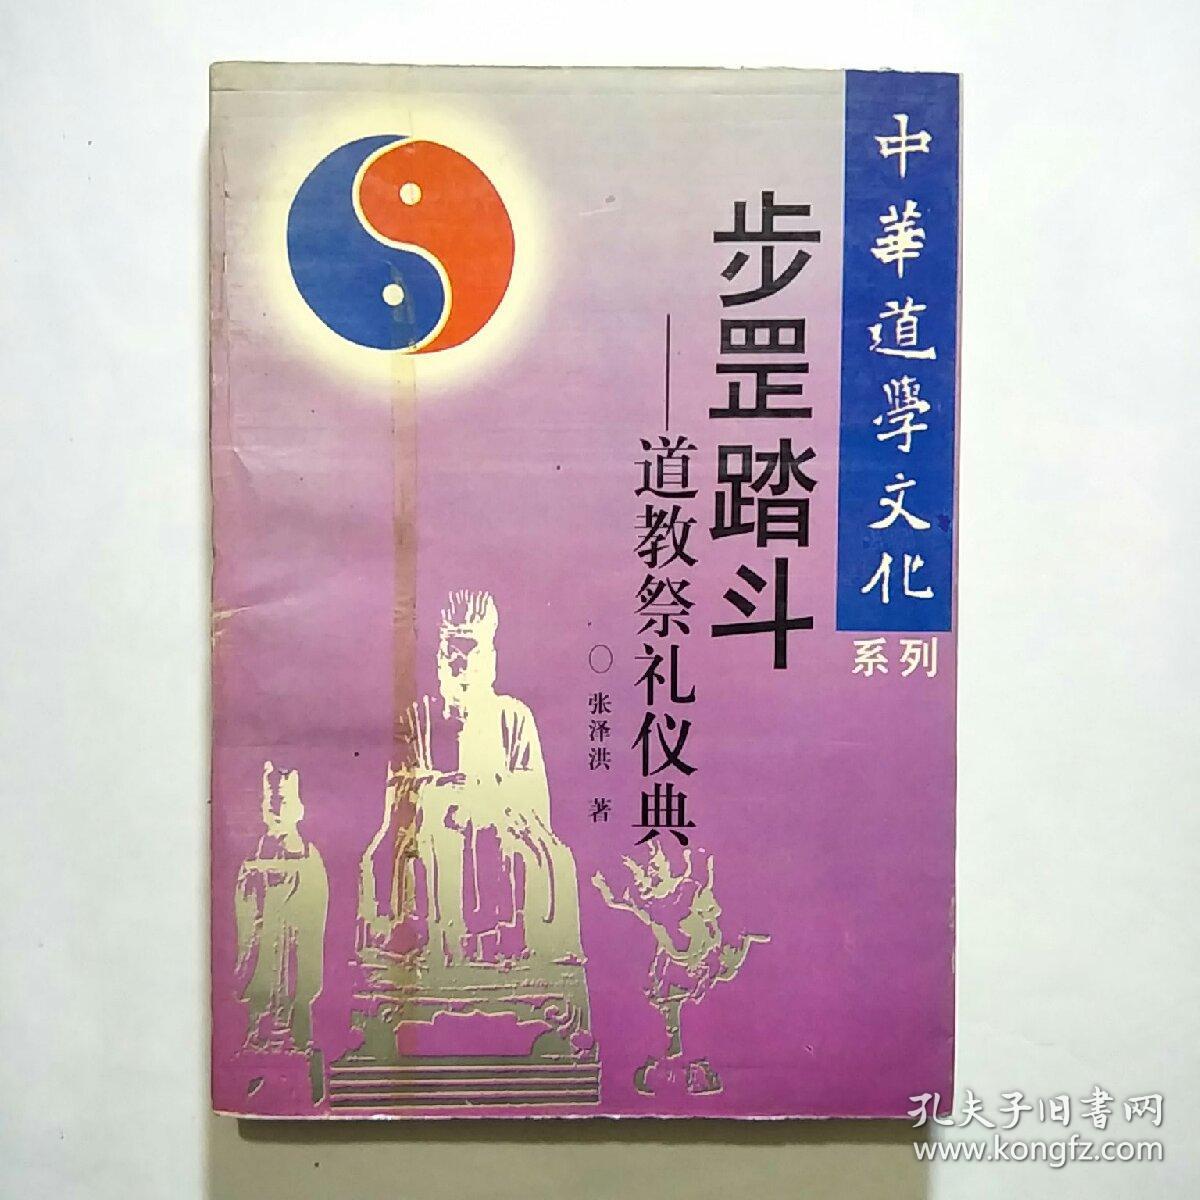 中華道學文化
系列
步罡踏斗
——道教祭礼仪典
○ 张泽洪 著
孔夫子旧書网
www.kongfz.com